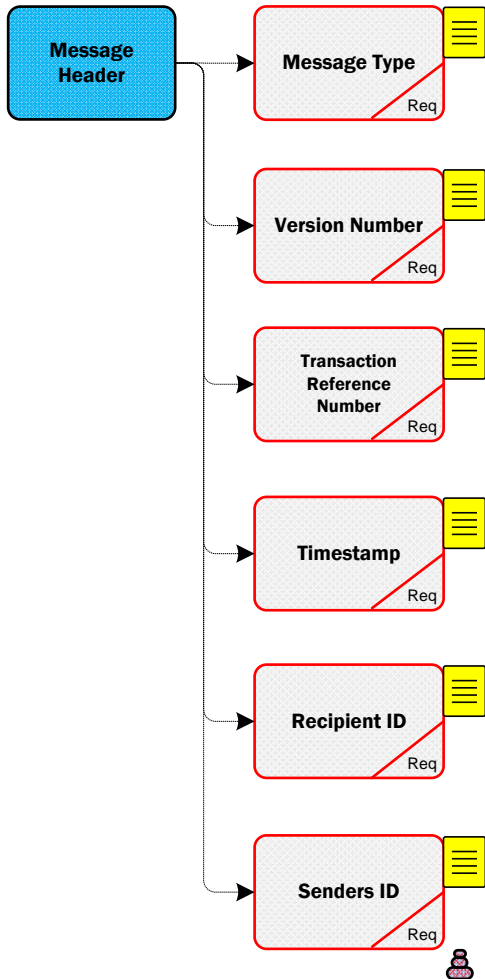 Message
Header
Message Type
Req
Version Number
Req
Transaction
Reference
Number
Req
Timestamp
Req
Recipient ID
Req
Senders ID
Req